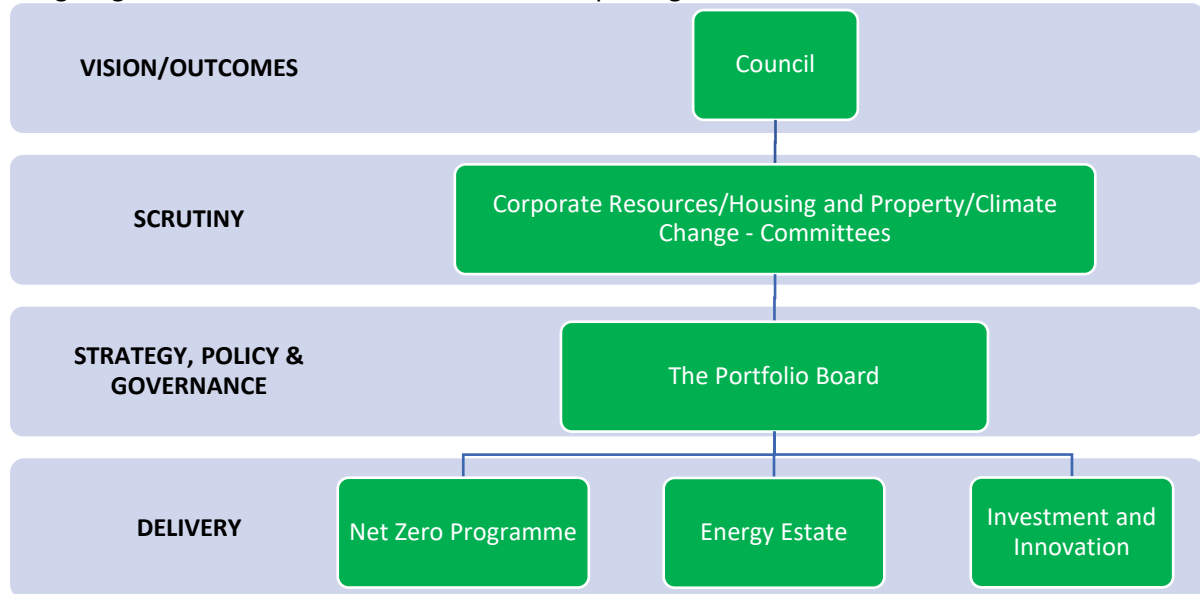 VISION/OUTCOMES
Council
SCRUTINY
Corporate Resources/Housing and Property/Climate
Change - Committees
STRATEGY, POLICY &
GOVERNANCE
The Portfolio Board
DELIVERY
Net Zero Programme
Energy Estate
Investment and
Innovation